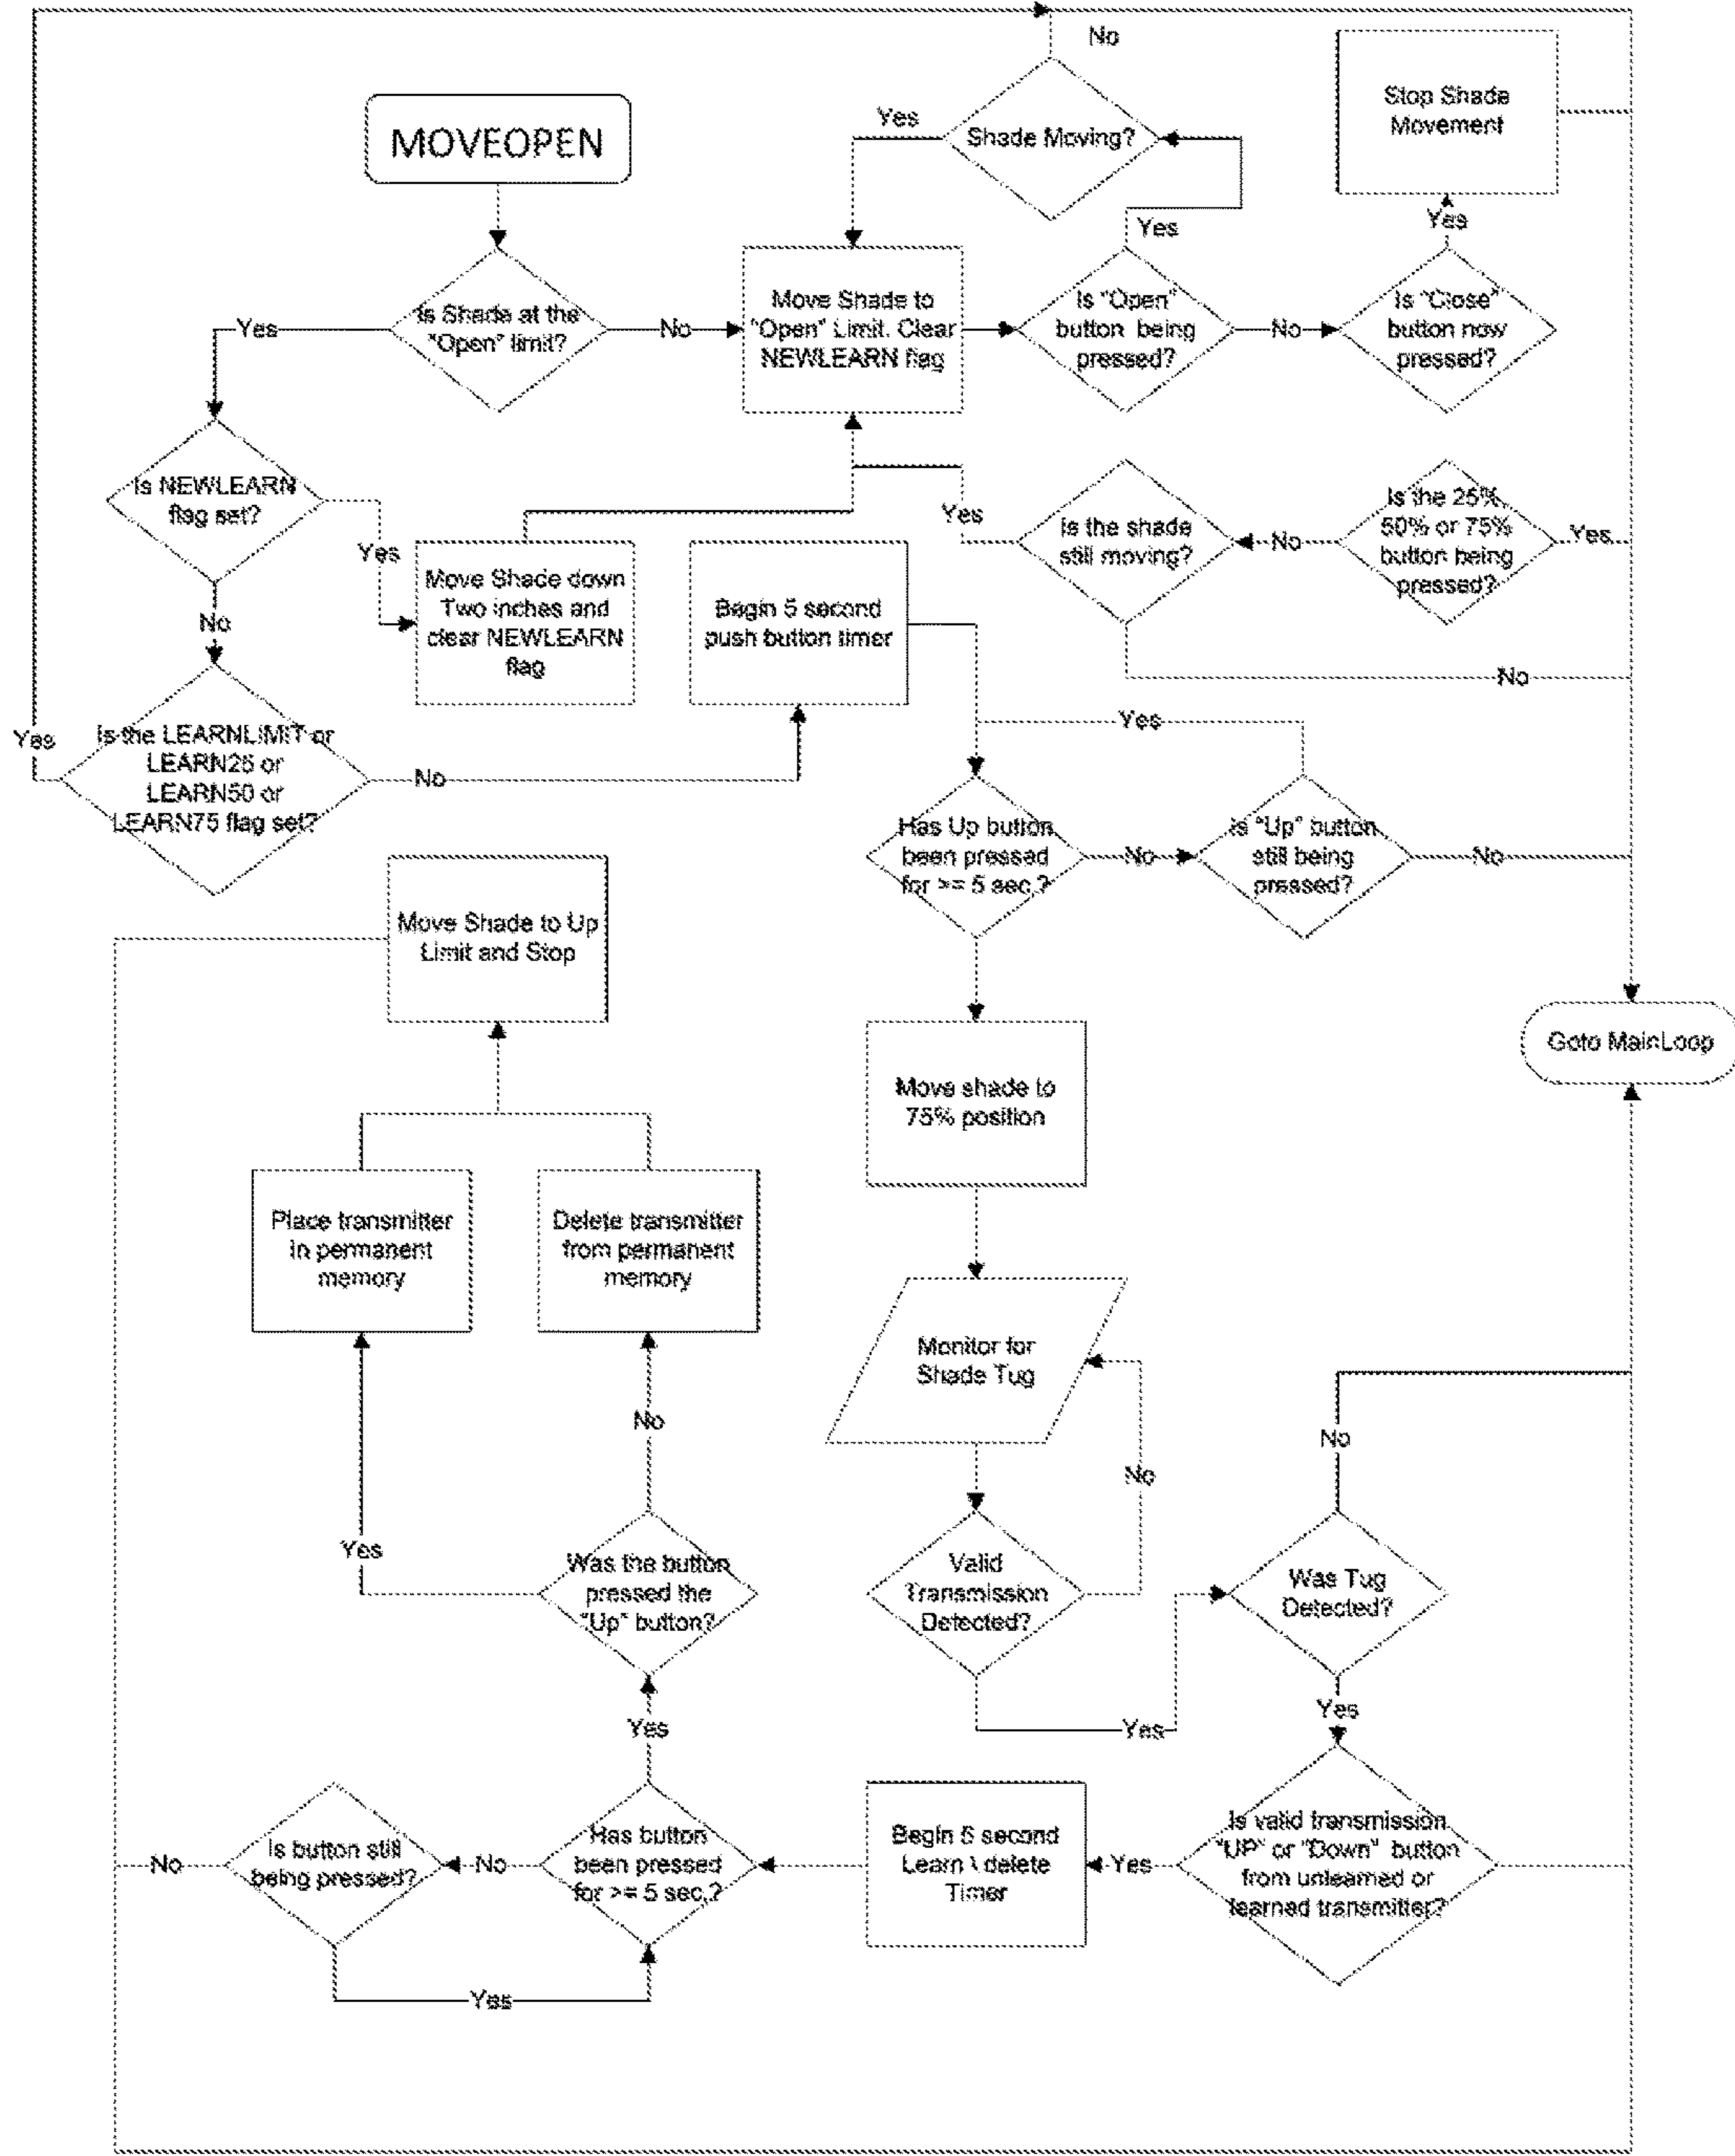 No
Stop Shade
Movement
Yes
Shade Moving?
MOVEOPEN
Yes
Yes
Is Shade at the
"Open" limit?
Yes
No
Move Shade to
"Open" Limit. Clear
NEWLEARN flag
Is "Open"
button being
pressed?
No
Is "Close"
button now
pressed?
Is NEWLEARN
flag set?
Yes
Yes
Is the shade
still moving?
No
Is the 25%,
50% or 75%
button being
pressed?
Yes
Move Shade down
Two inches and
clear NEWLEARN
flag
Begin 5 second
push button timer
No
No
Yes
Is the LEARNLIMIT or
LEARN25 or
LEARN50 or
LEARN75 flag set?
No
Yes
Has Up button
been pressed
for >= 5 sec.?
No
Is "Up" button
still being
pressed?
No
Move Shade to Up
Limit and Stop
Goto MainLoop
Move shade to
75% position
Place transmitter
in permanent
memory
Delete transmitter
from permanent
memory
Monitor for
Shade Tug
No
No
No
Yes
Was the button
pressed the
"Up" button?
Valid
Transmission
Detected?
Was Tug
Detected?
Yes
Yes
Yes
No
Is button still
being pressed?
No
Has button
been pressed
for >= 5 sec.?
Begin 5 second
Learn \ delete
Timer
Yes
Is valid transmission
"UP" or "Down" button
from unlearned or
learned transmitter?
Yes